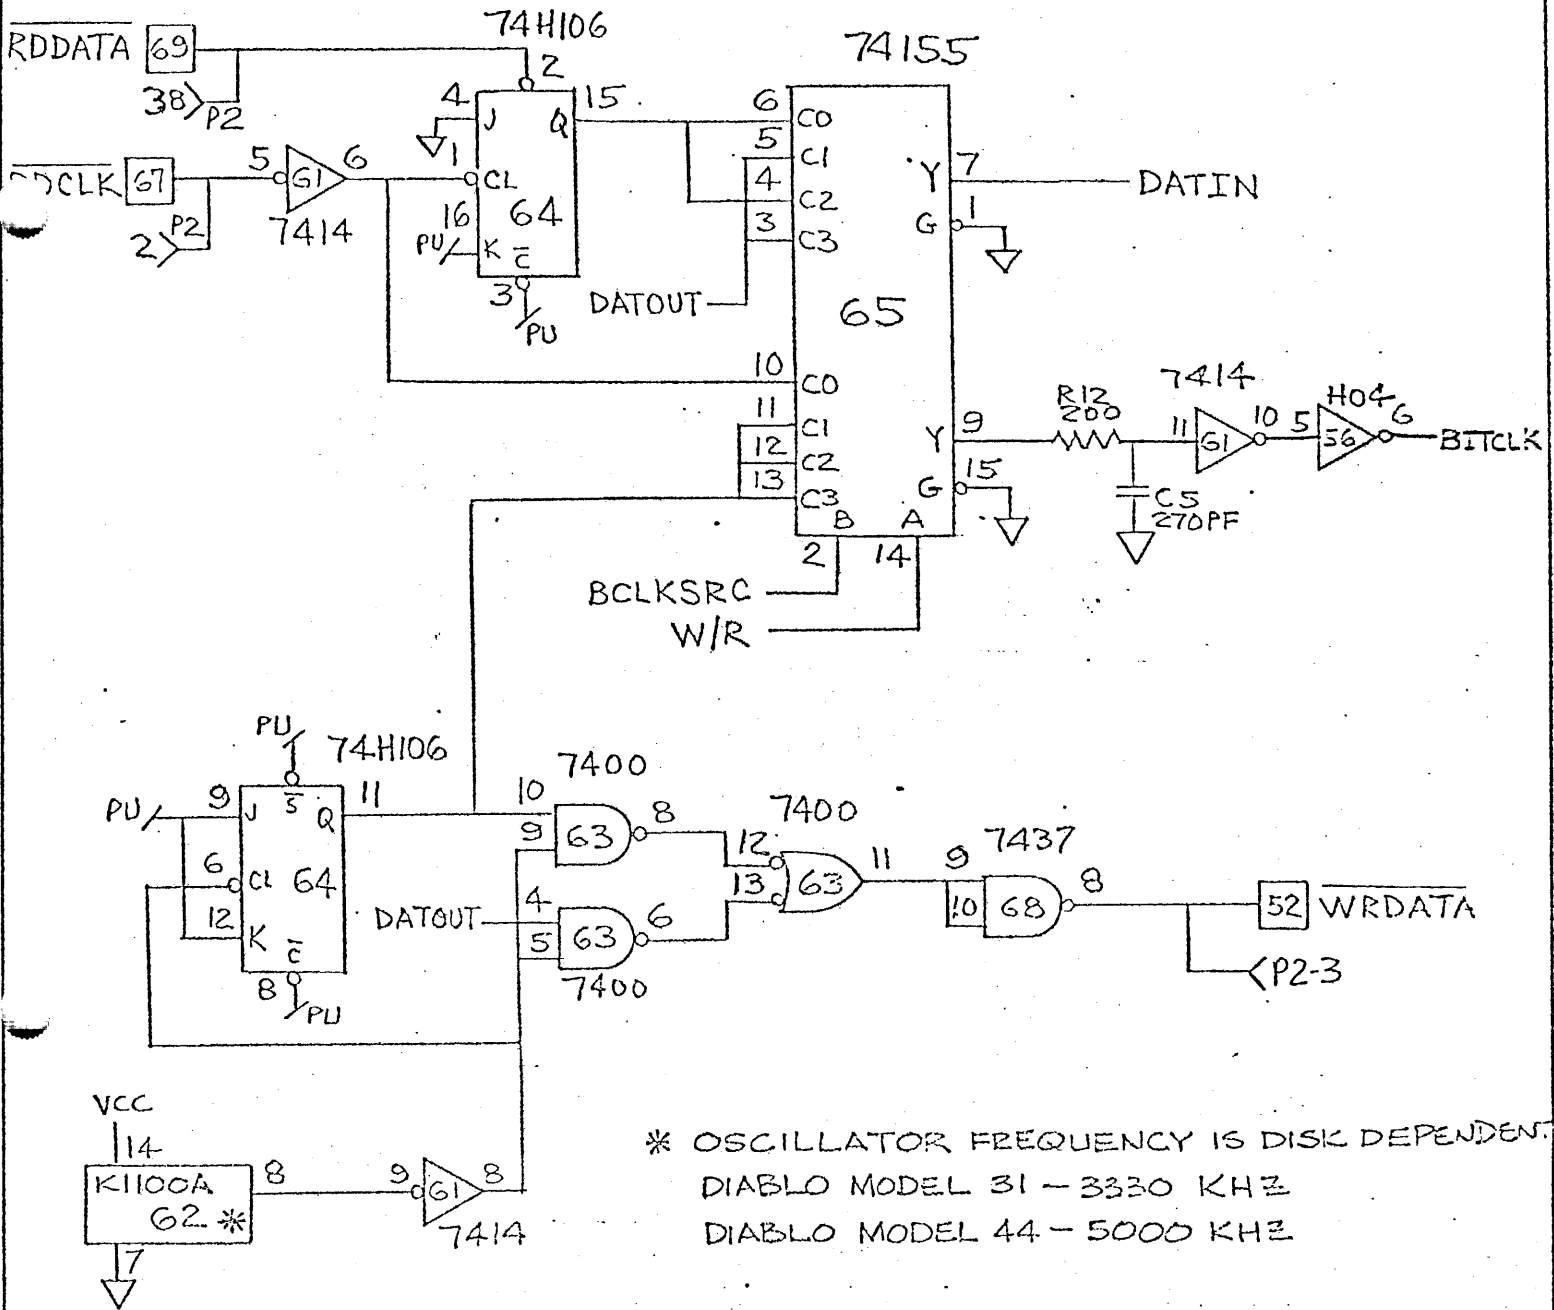 74H106
RDDATA 69
38 P2
2
4 J Q 15
1 CL
16 64
PU K C
3
PU
DCLK 67
P2
2
5 61 6
7414
74155
6 C0
5 C1
4 C2
3 C3
Y 7 DATIN
G 1
DATOUT
65
10 C0
11 C1
12 C2
13 C3
Y 9
G 15
B A
2 14
BCLKSRC
W/R
R12
200
C5
270PF
7414
11 61 10
H04
5 56 6
BITCLK
PU
74H106
PU 9 J S Q 11
6 CL 64
12 K C
8 PU
7400
10
9 63 8
DATOUT 4
5 63 6
7400
7400
12
13 63 11
7437
9
10 68 8
52 WRDATA
P2-3
VCC
14
K1100A
62 *
8
7
9 61 8
7414
* OSCILLATOR FREQUENCY IS DISK DEPENDENT
DIABLO MODEL 31 - 3330 KHZ
DIABLO MODEL 44 - 5000 KHZ